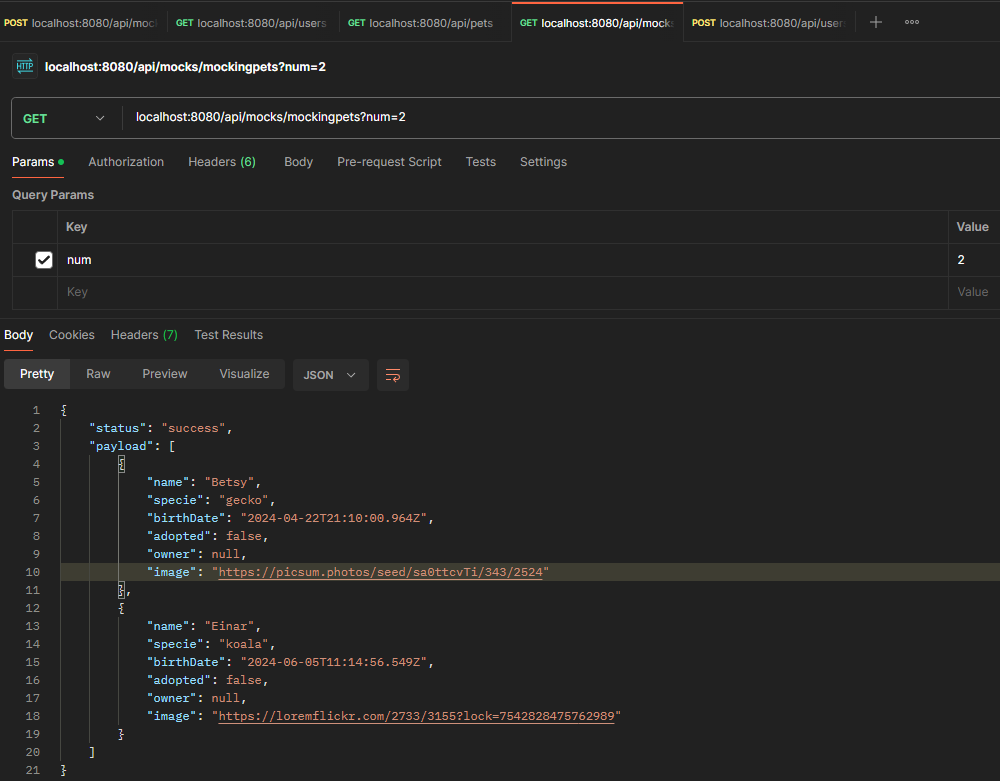 POST localhost:8080/api/moc GET localhost:8080/api/users GET localhost:8080/api/pets GET localhost:8080/api/mocks POST localhost:8080/api/user
HTTP localhost:8080/api/mocks/mockingpets?num=2
GET localhost:8080/api/mocks/mockingpets?num=2
Params Authorization Headers (6) Body Pre-request Script Tests Settings
Query Params
Key Value
num 2
Key Value
Body Cookies Headers (7) Test Results
Pretty Raw Preview Visualize JSON
1 {
2 "status": "success",
3 "payload": [
4 {
5 "name": "Betsy",
6 "specie": "gecko",
7 "birthDate": "2024-04-22T21:10:00.964Z",
8 "adopted": false,
9 "owner": null,
10 "image": "https://picsum.photos/seed/sa0ttcvTi/343/2524"
11 },
12 {
13 "name": "Einar",
14 "specie": "koala",
15 "birthDate": "2024-06-05T11:14:56.549Z",
16 "adopted": false,
17 "owner": null,
18 "image": "https://loremflickr.com/2733/3155?lock=7542828475762989"
19 }
20 ]
21 }